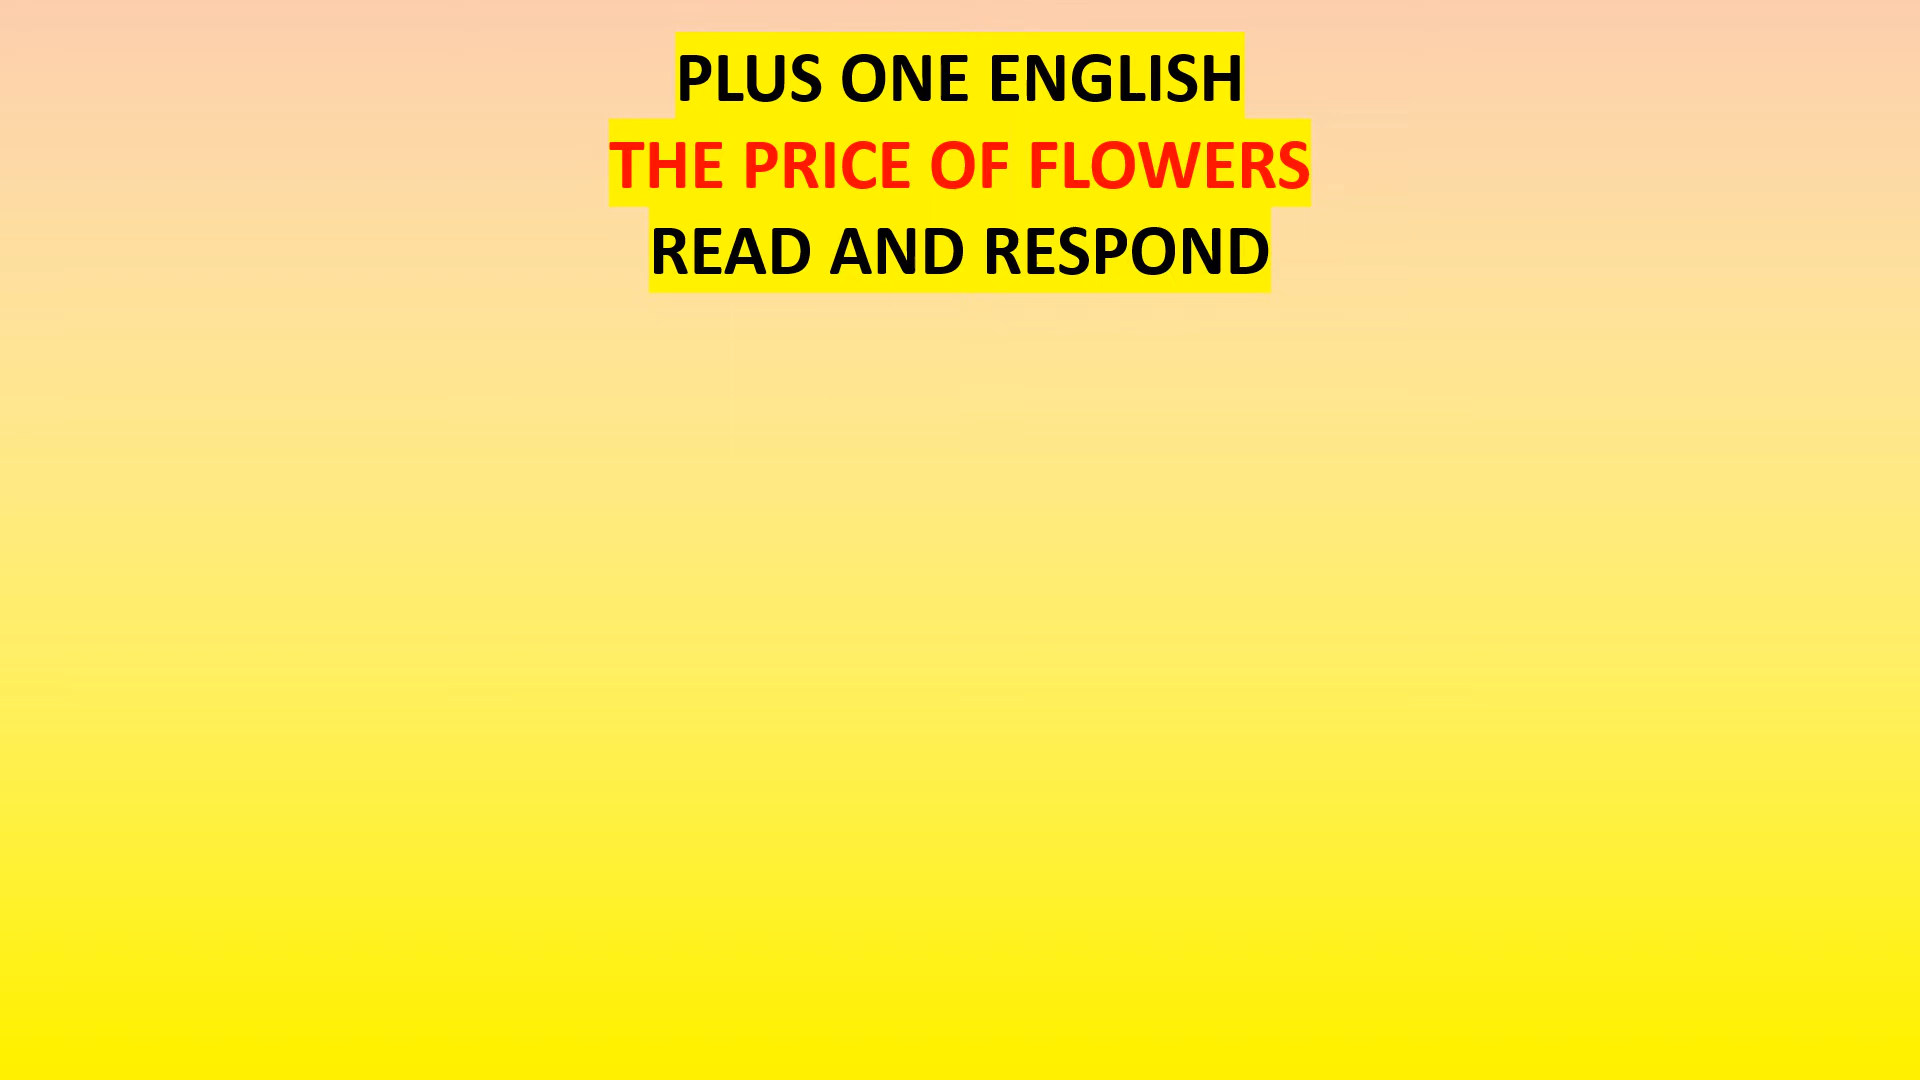 PLUS ONE ENGLISH
THE PRICE OF FLOWERS
READ AND RESPOND